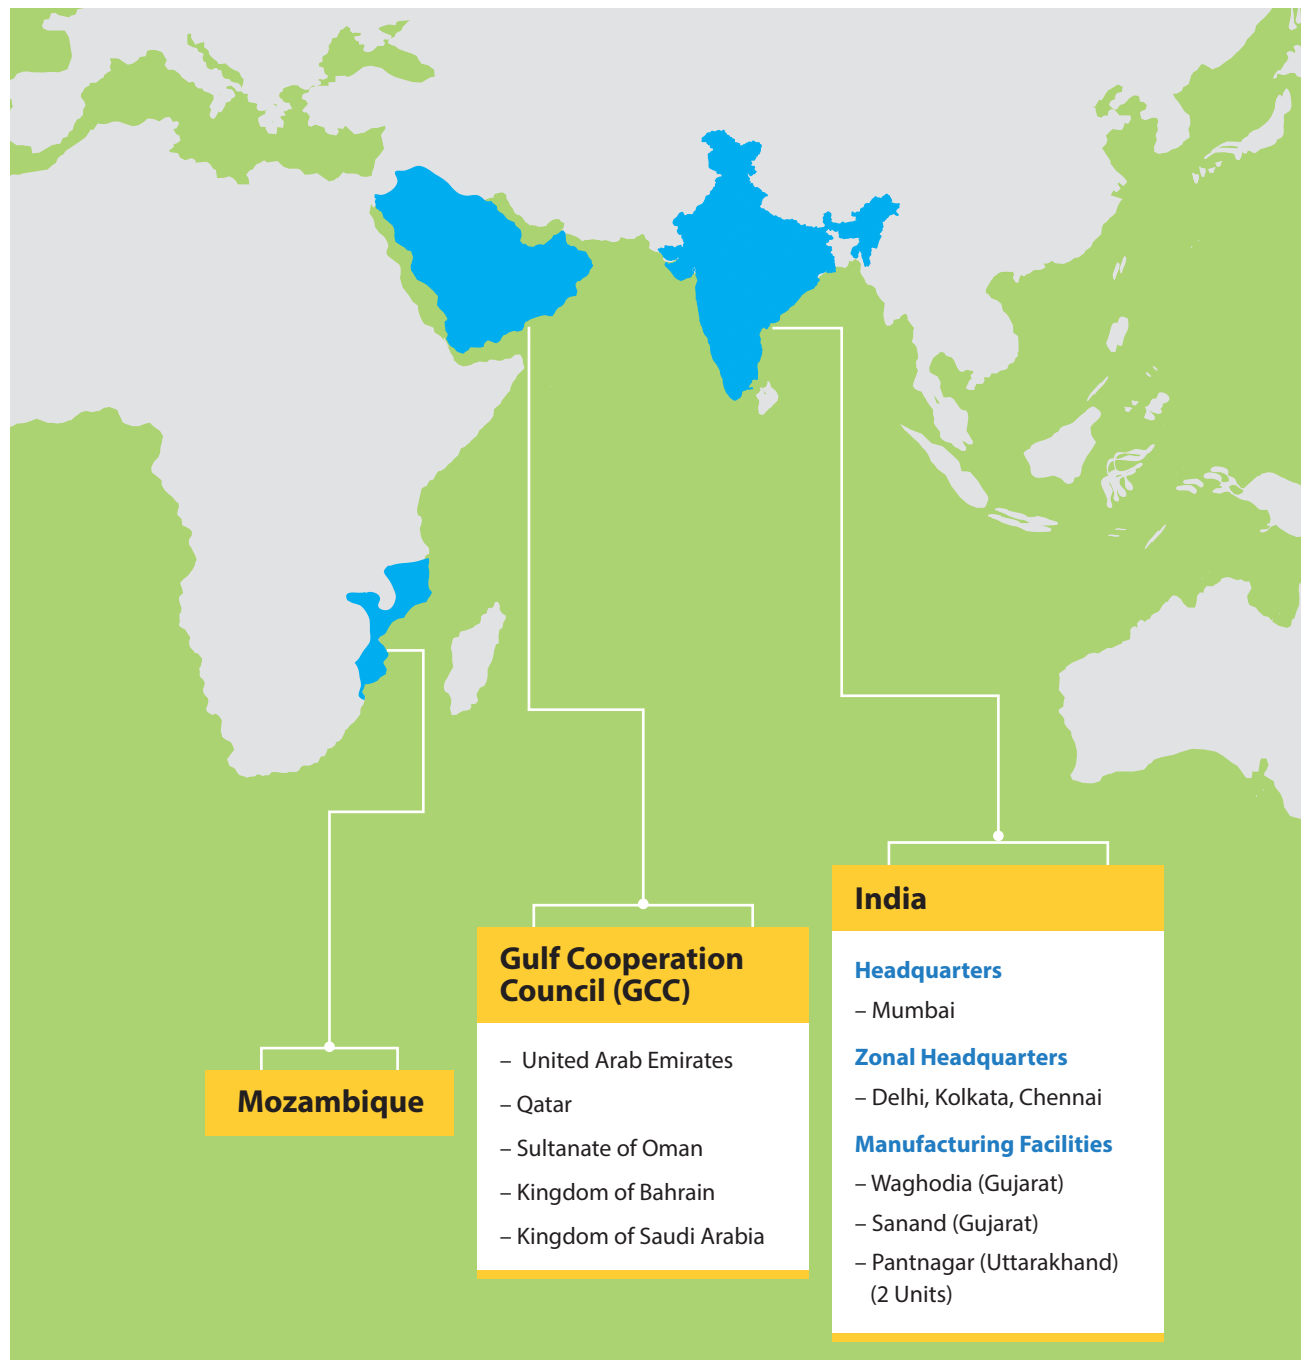 Mozambique
Gulf Cooperation
Council (GCC)
– United Arab Emirates
– Qatar
– Sultanate of Oman
– Kingdom of Bahrain
– Kingdom of Saudi Arabia
India
Headquarters
– Mumbai
Zonal Headquarters
– Delhi, Kolkata, Chennai
Manufacturing Facilities
– Waghodia (Gujarat)
– Sanand (Gujarat)
– Pantnagar (Uttarakhand)
(2 Units)